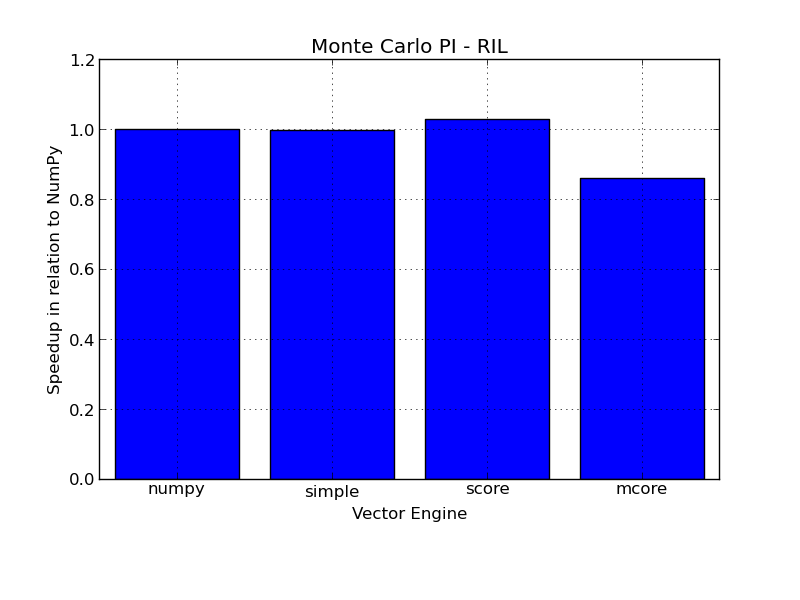 Monte Carlo PI - RIL
1.2
1.0
0.8
0.6
0.4
0.2
0.0
Speedup in relation to NumPy
numpy simple score mcore
Vector Engine